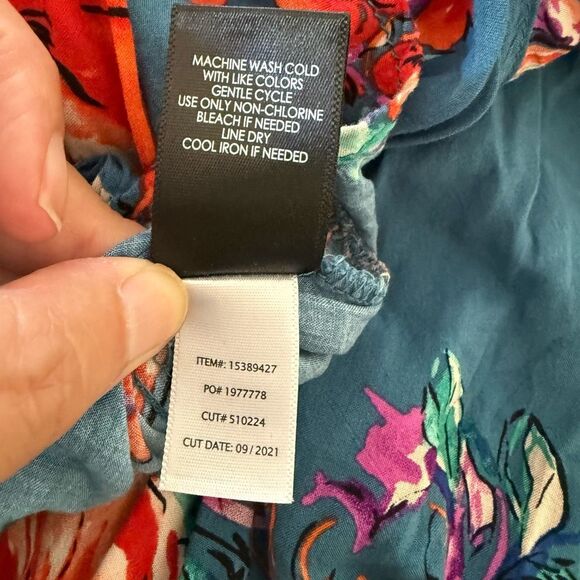 MACHINE WASH COLD
WITH LIKE COLORS
GENTLE CYCLE
USE ONLY NON-CHLORINE
BLEACH IF NEEDED
LINE DRY
COOL IRON IF NEEDED
ITEM#: 15389427
PO# 1977778
CUT# 510224
CUT DATE: 09/2021